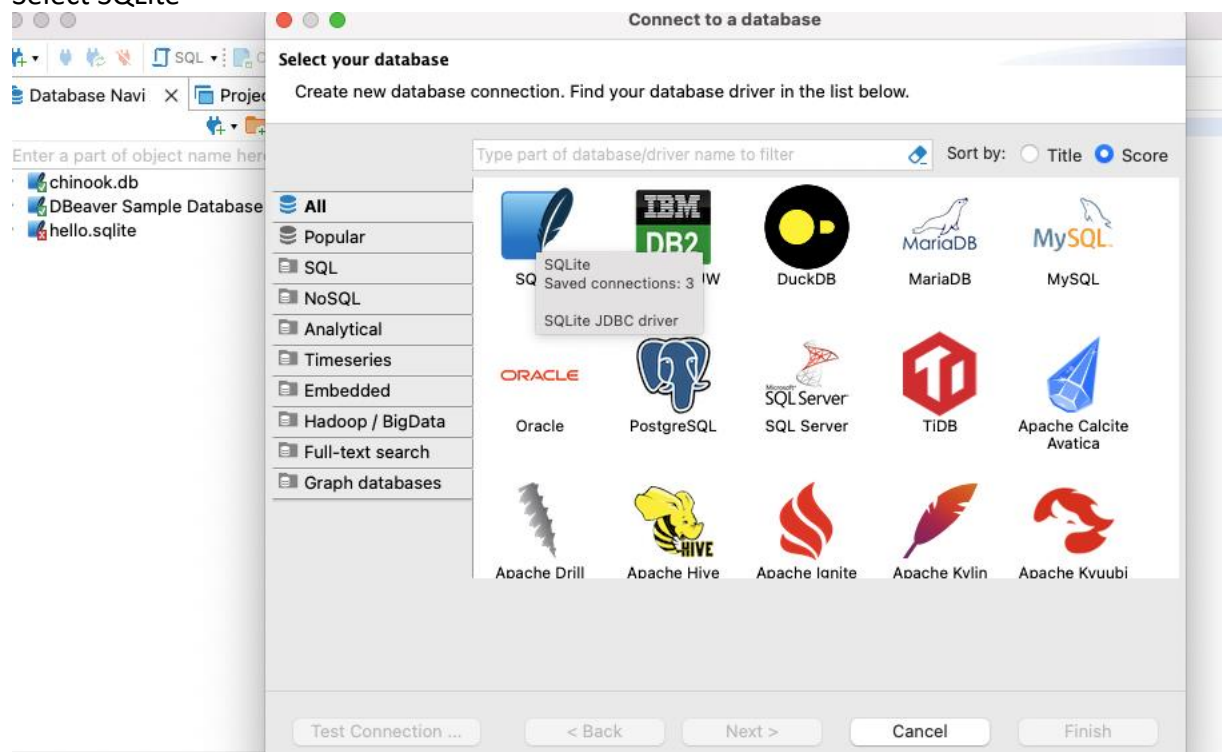 Select SQLite
Connect to a database
SQL
Select your database
Database Navi
Projec
Create new database connection. Find your database driver in the list below.
Enter a part of object name her
Type part of database/driver name to filter
Sort by:
Title
Score
chinook.db
DBeaver Sample Database
hello.sqlite
All
Popular
SQL
NoSQL
Analytical
Timeseries
Embedded
Hadoop / BigData
Full-text search
Graph databases
IBM
DB2
MariaDB
MySQL
SQ
UW
DuckDB
MariaDB
MySQL
SQLite
Saved connections: 3
SQLite JDBC driver
ORACLE
Microsoft
SQL Server
Oracle
PostgreSQL
SQL Server
TiDB
Apache Calcite
Avatica
HIVE
Apache Drill
Apache Hive
Apache Ignite
Apache Kylin
Apache Kyuubi
Test Connection ...
< Back
Next >
Cancel
Finish